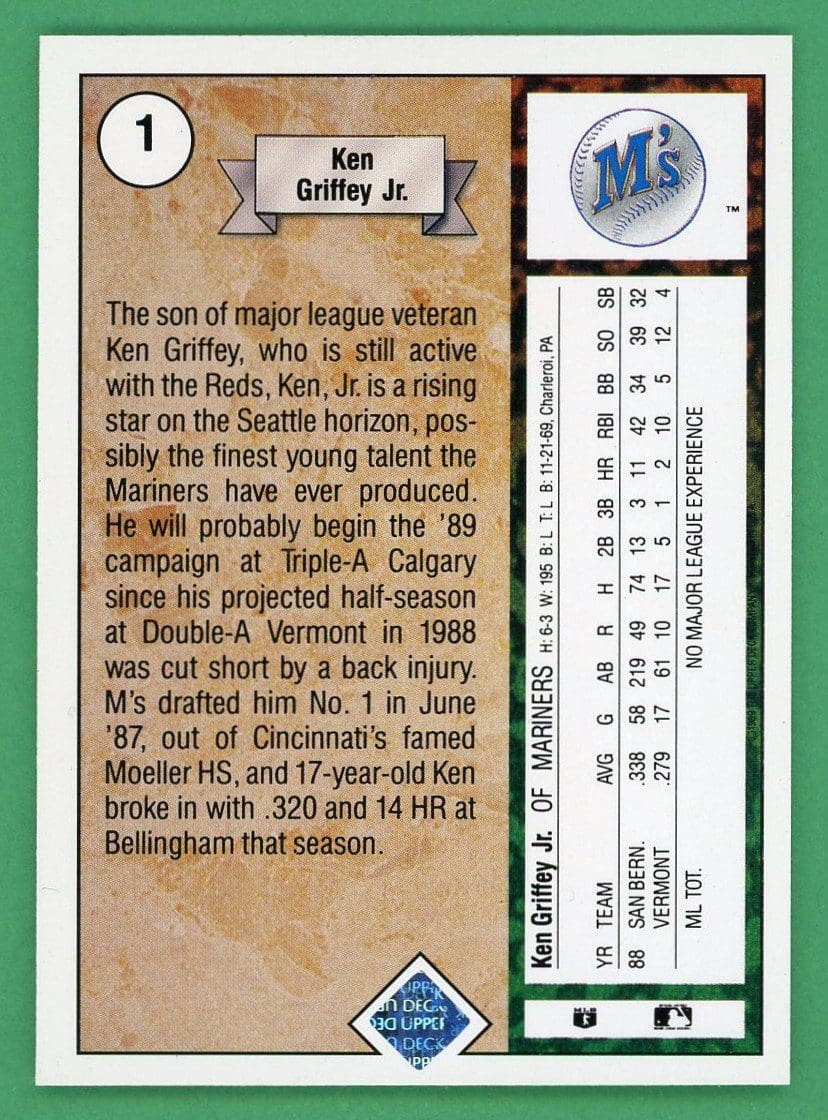 1
Ken
Griffey Jr.
The son of major league veteran
Ken Griffey, who is still active
with the Reds, Ken, Jr. is a rising
star on the Seattle horizon, pos-
sibly the finest young talent the
Mariners have ever produced.
He will probably begin the '89
campaign at Triple-A Calgary
since his projected half-season
at Double-A Vermont in 1988
was cut short by a back injury.
M's drafted him No. 1 in June
'87, out of Cincinnati's famed
Moeller HS, and 17-year-old Ken
broke in with .320 and 14 HR at
Bellingham that season.
M's
TM
Ken Griffey Jr. OF MARINERS H: 6-3 W: 195 B: L T: L B: 11-21-69, Charleroi, PA
YR TEAM AVG G AB R H 2B 3B HR RBI BB SO SB
88 SAN BERN. .338 58 219 49 74 13 3 11 42 34 39 32
VERMONT .279 17 61 10 17 5 1 2 10 5 12 4
ML TOT. NO MAJOR LEAGUE EXPERIENCE
UPPER DECK COMPANY
UPPER
DECK
UPPER
DECK